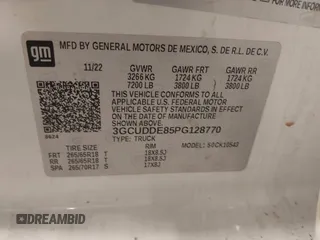 gm
MFD BY GENERAL MOTORS DE MEXICO, S. DE R.L. DE C.V.
11/22 GVWR GAWR FRT GAWR RR
3266 KG 1724 KG 1724 KG
7200 LB 3800 LB 3800 LB
THIS VEHICLE CONFORMS TO ALL APPLICABLE
U.S. FEDERAL MOTOR VEHICLE SAFETY
STANDARDS IN EFFECT ON THE DATE OF
MANUFACTURE SHOWN ABOVE.
3GCUDDE85PG128770
TYPE: TRUCK
FRT 265/65R18 T 18X8.5J
RR 265/65R18 T 18X8.5J
SPA 265/70R17 S 17X8J
DREAMBID
STAT.VIN